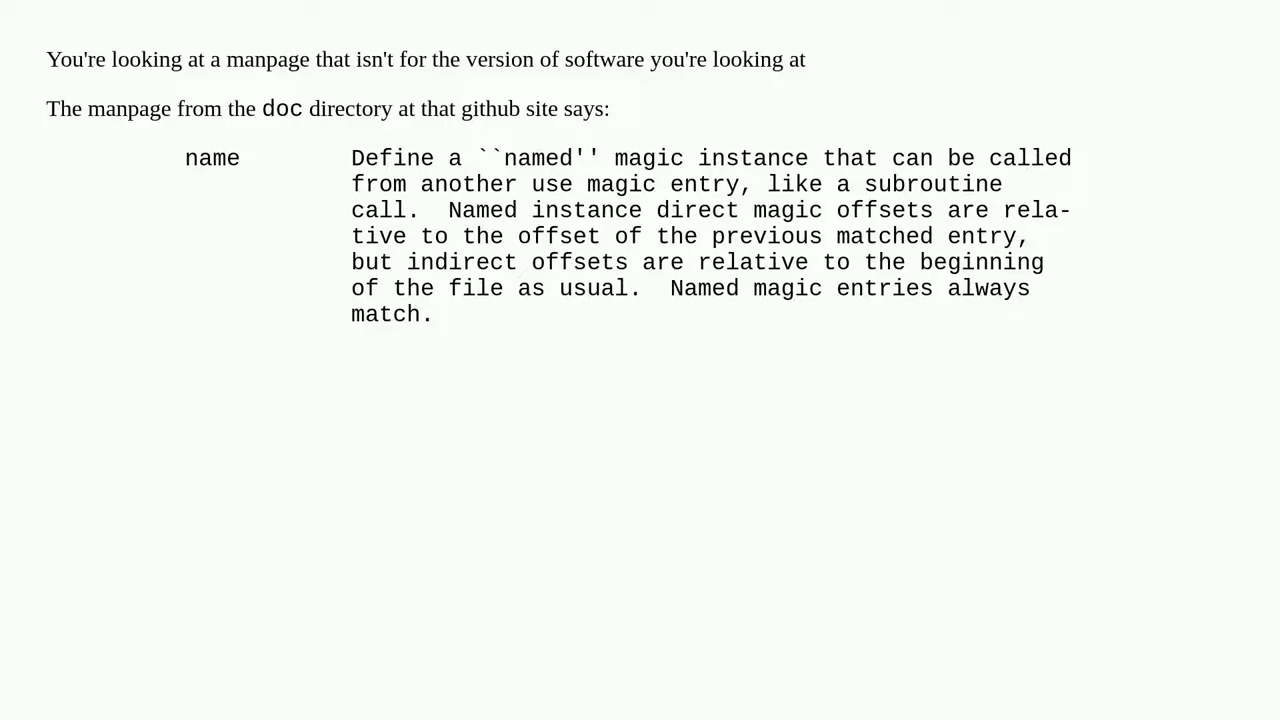 You're looking at a manpage that isn't for the version of software you're looking at
The manpage from the doc directory at that github site says:
name        Define a ``named'' magic instance that can be called
from another use magic entry, like a subroutine
call.  Named instance direct magic offsets are rela-
tive to the offset of the previous matched entry,
but indirect offsets are relative to the beginning
of the file as usual.  Named magic entries always
match.